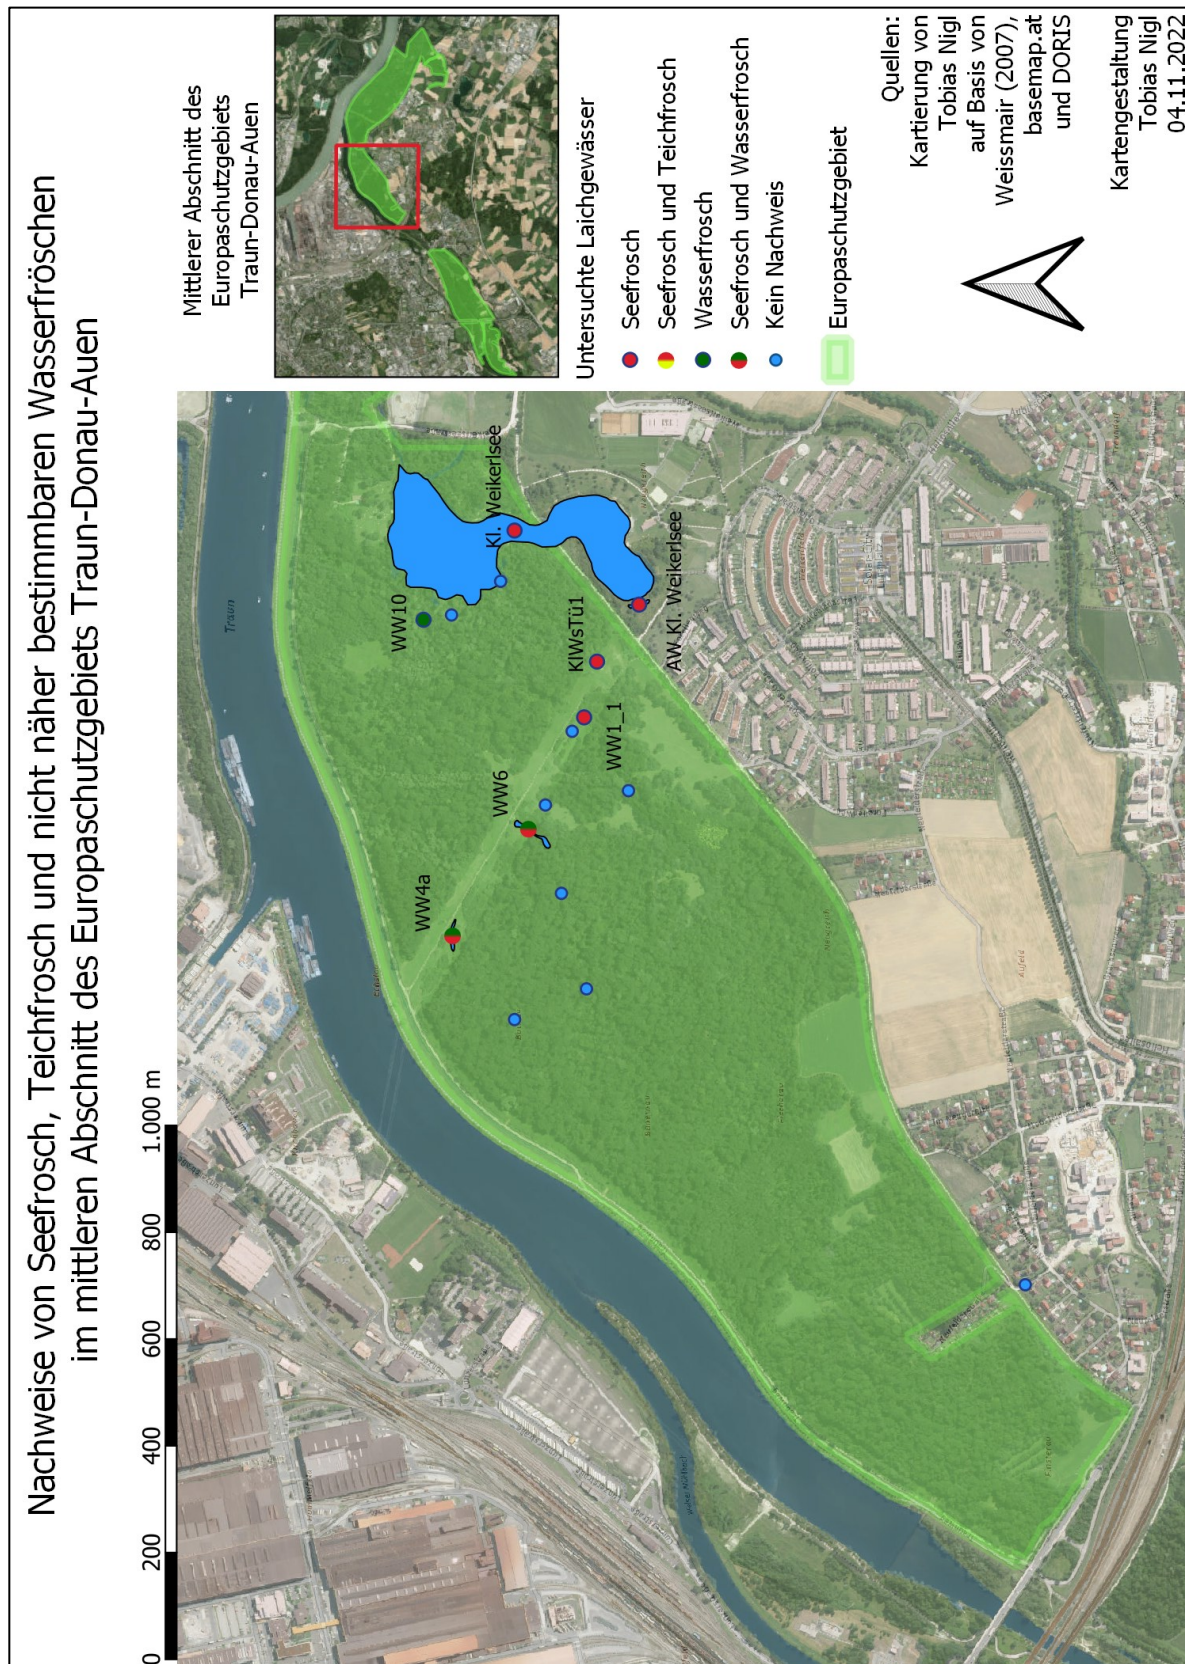 Nachweise von Seefrosch, Teichfrosch und nicht näher bestimmbaren Wasserfröschen
im mittleren Abschnitt des Europaschutzgebiets Traun-Donau-Auen
0 200 400 600 800 1.000 m
Mittlerer Abschnitt des
Europaschutzgebiets
Traun-Donau-Auen
Untersuchte Laichgewässer
Seefrosch
Seefrosch und Teichfrosch
Wasserfrosch
Seefrosch und Wasserfrosch
Kein Nachweis
Europaschutzgebiet
Quellen:
Kartierung von
Tobias Nigl
auf Basis von
Weissmair (2007),
basemap.at
und DORIS
Kartengestaltung
Tobias Nigl
04.11.2022
Traun
WW10
Kl. Weikerlsee
WW4a
WW6
KlWsTü1
WW1_1
AW Kl. Weikerlsee